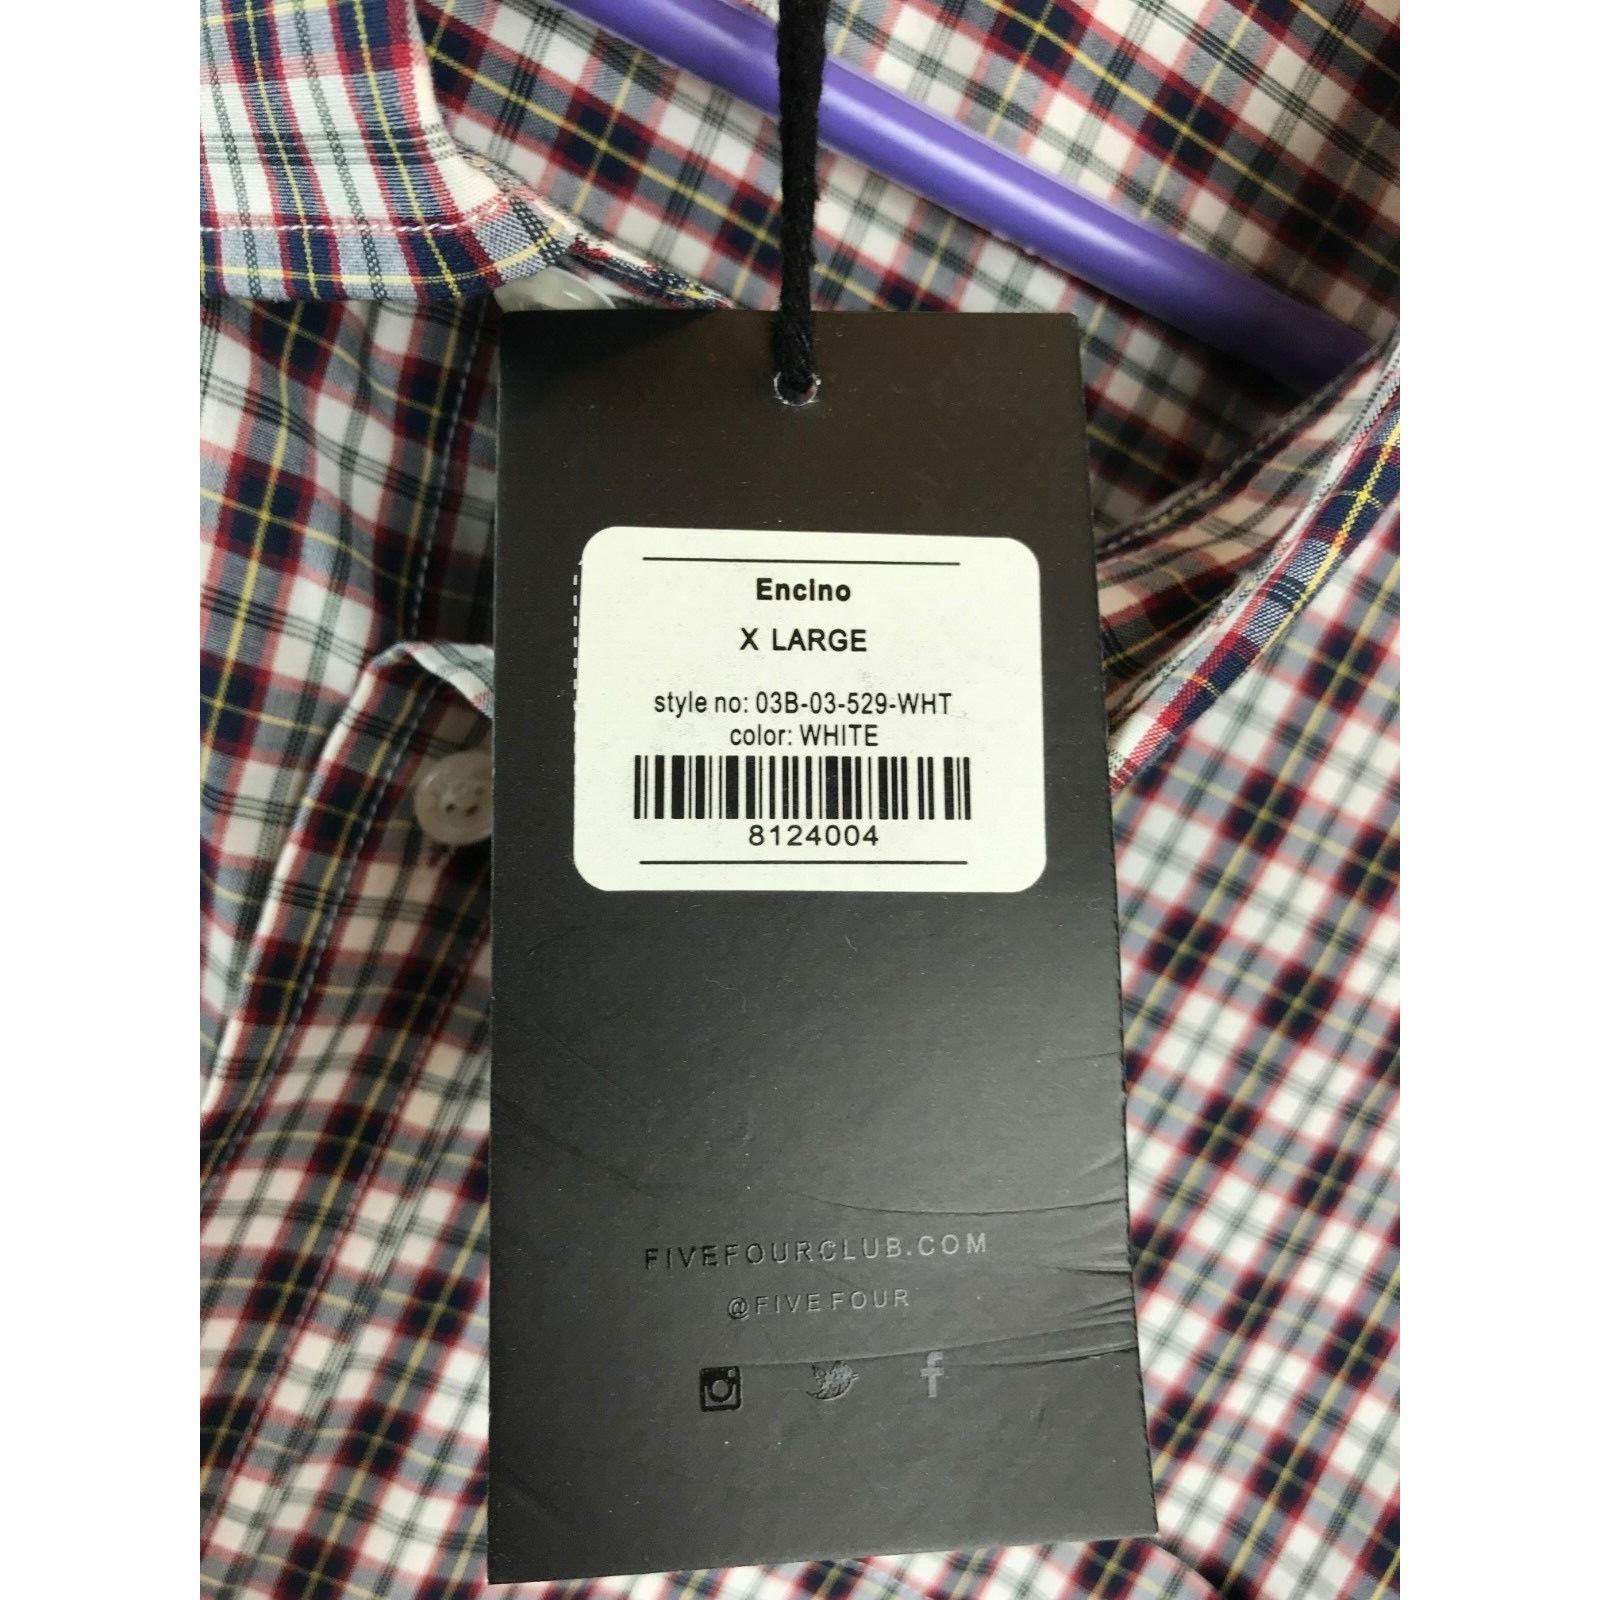 Encino
X LARGE
style no: 03B-03-529-WHT
color: WHITE
8124004
FIVEFOURCLUB.COM
@FIVEFOUR